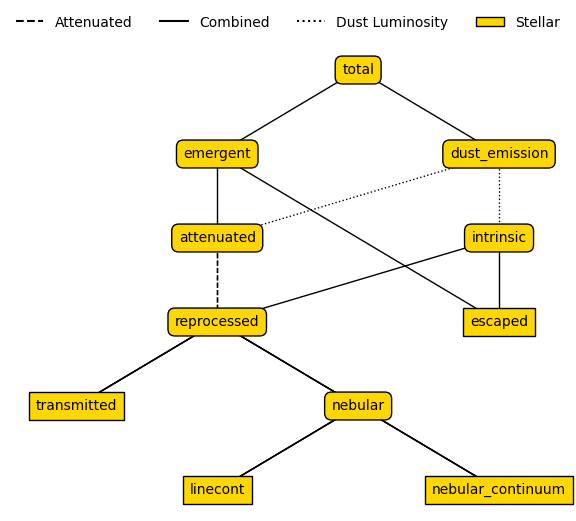 Attenuated Combined Dust Luminosity Stellar
total
emergent dust_emission
attenuated intrinsic
reprocessed escaped
transmitted nebular
linecont nebular_continuum